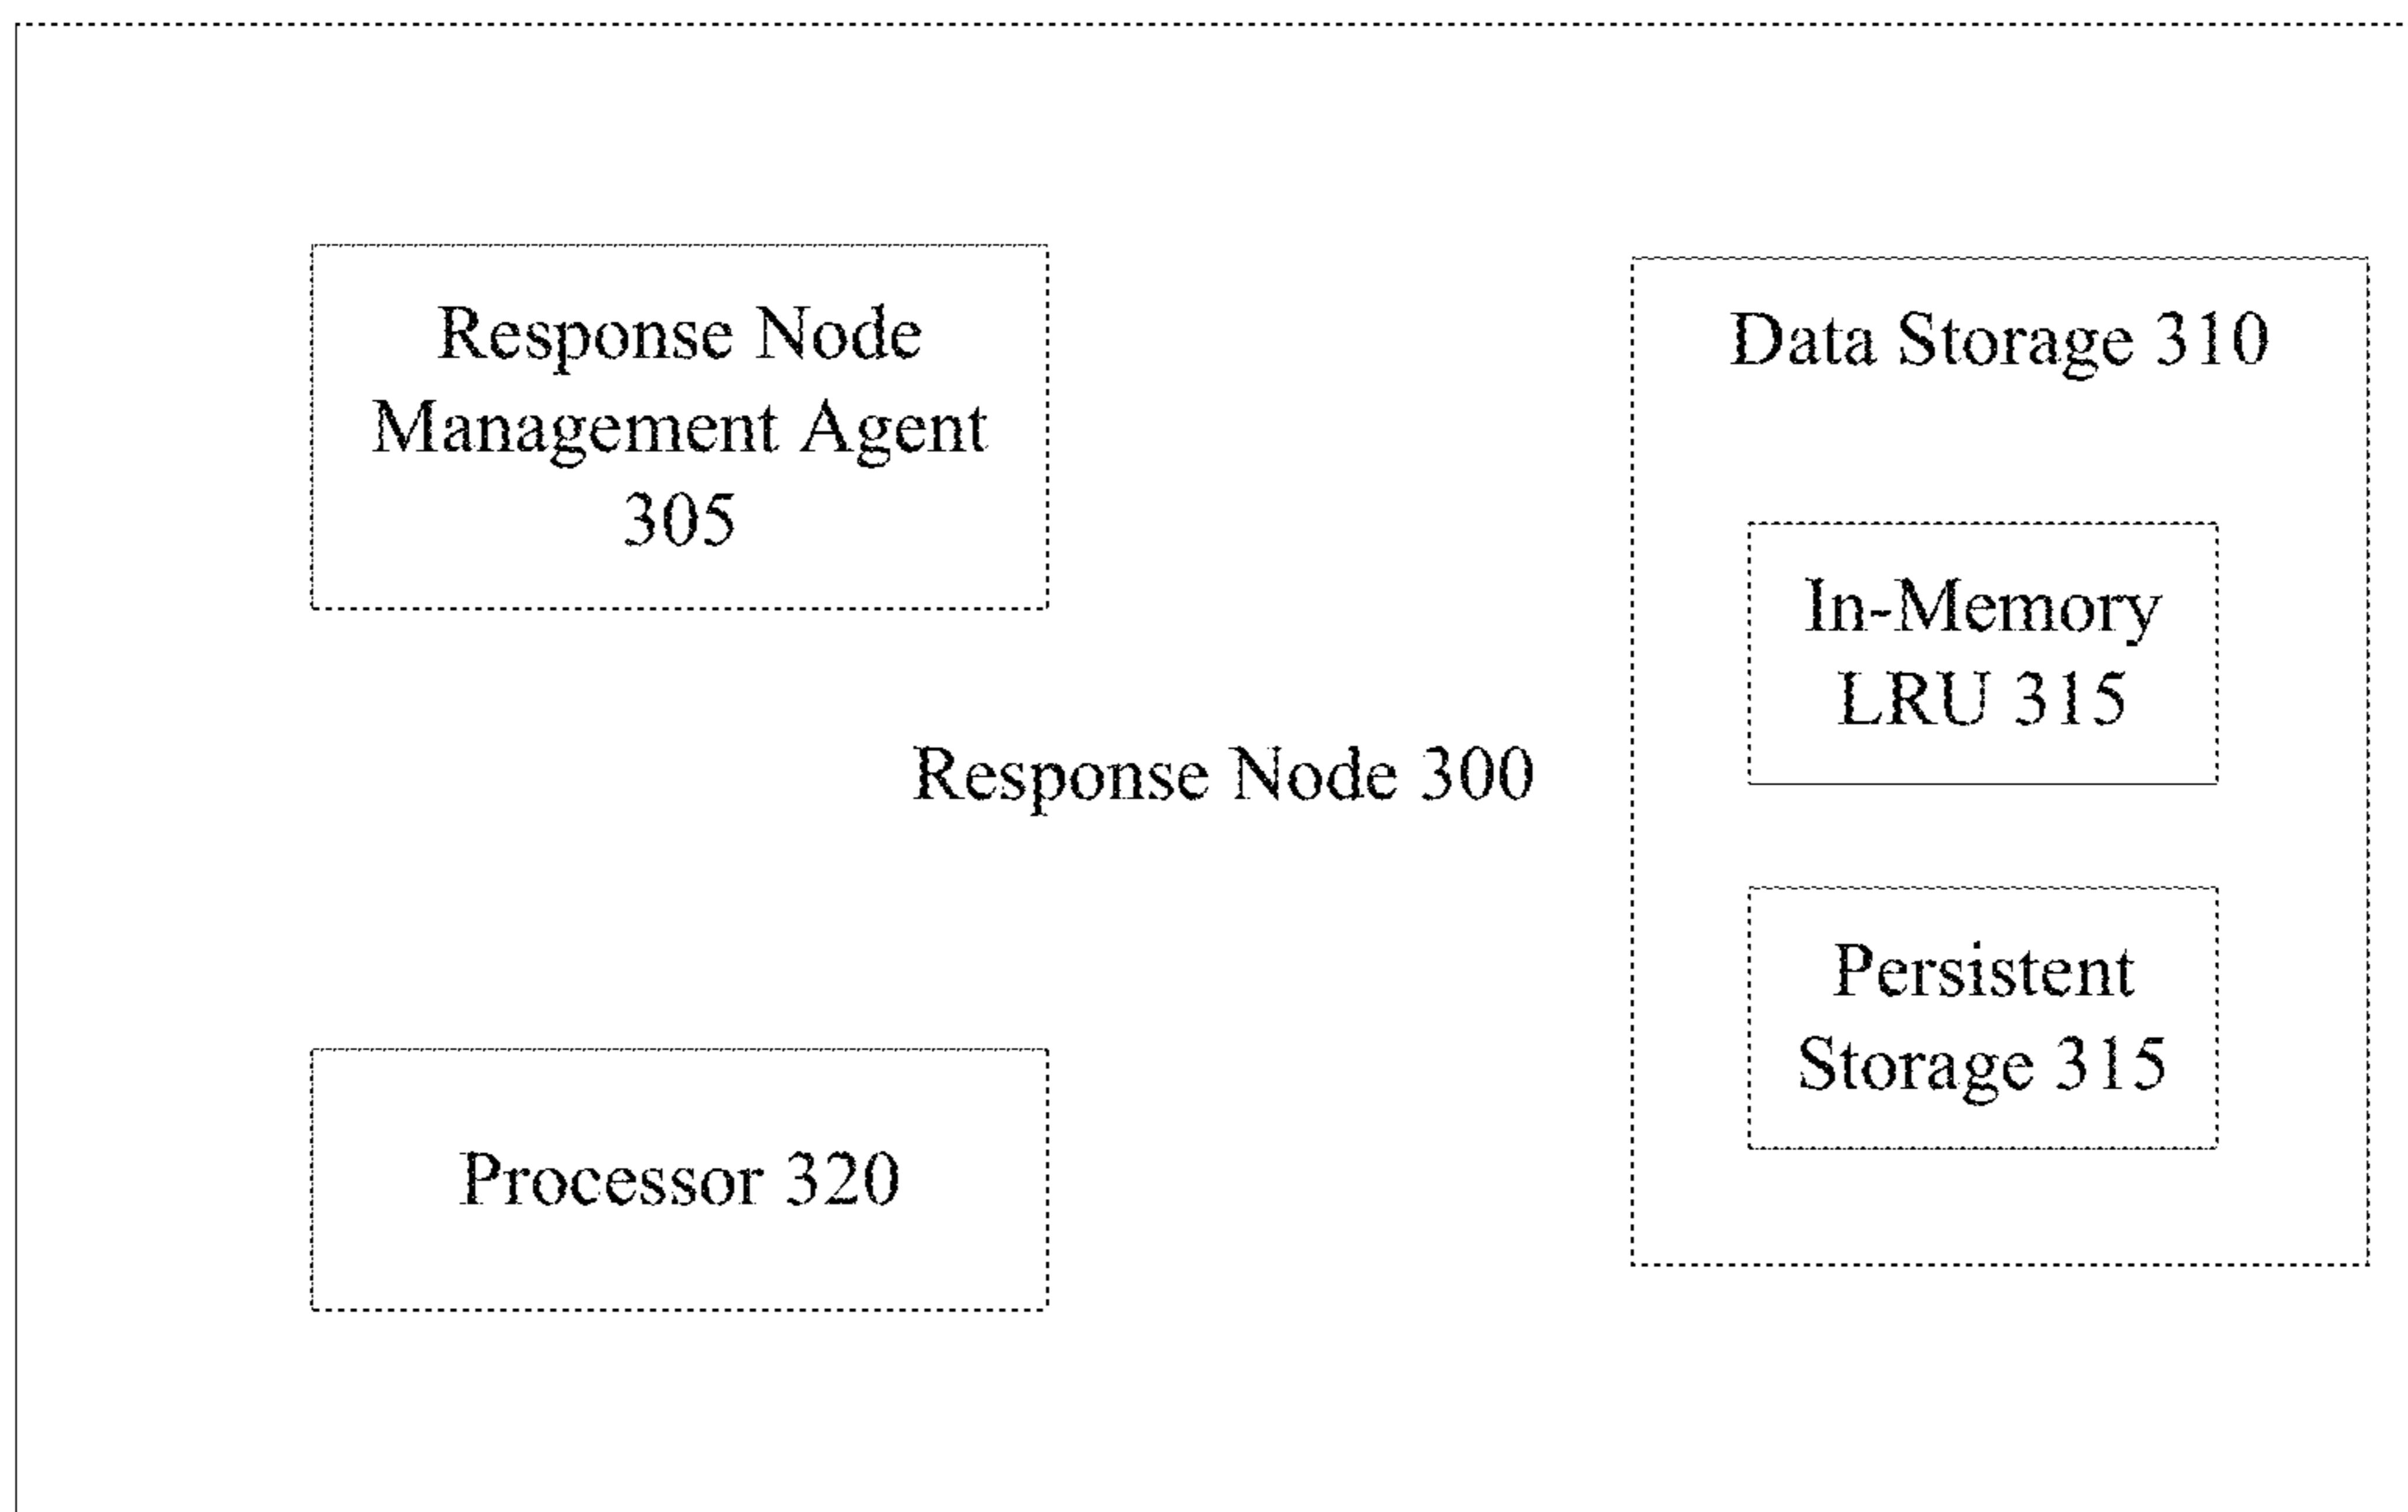 Response Node
Management Agent
305
Data Storage 310
In-Memory
LRU 315
Response Node 300
Persistent
Storage 315
Processor 320